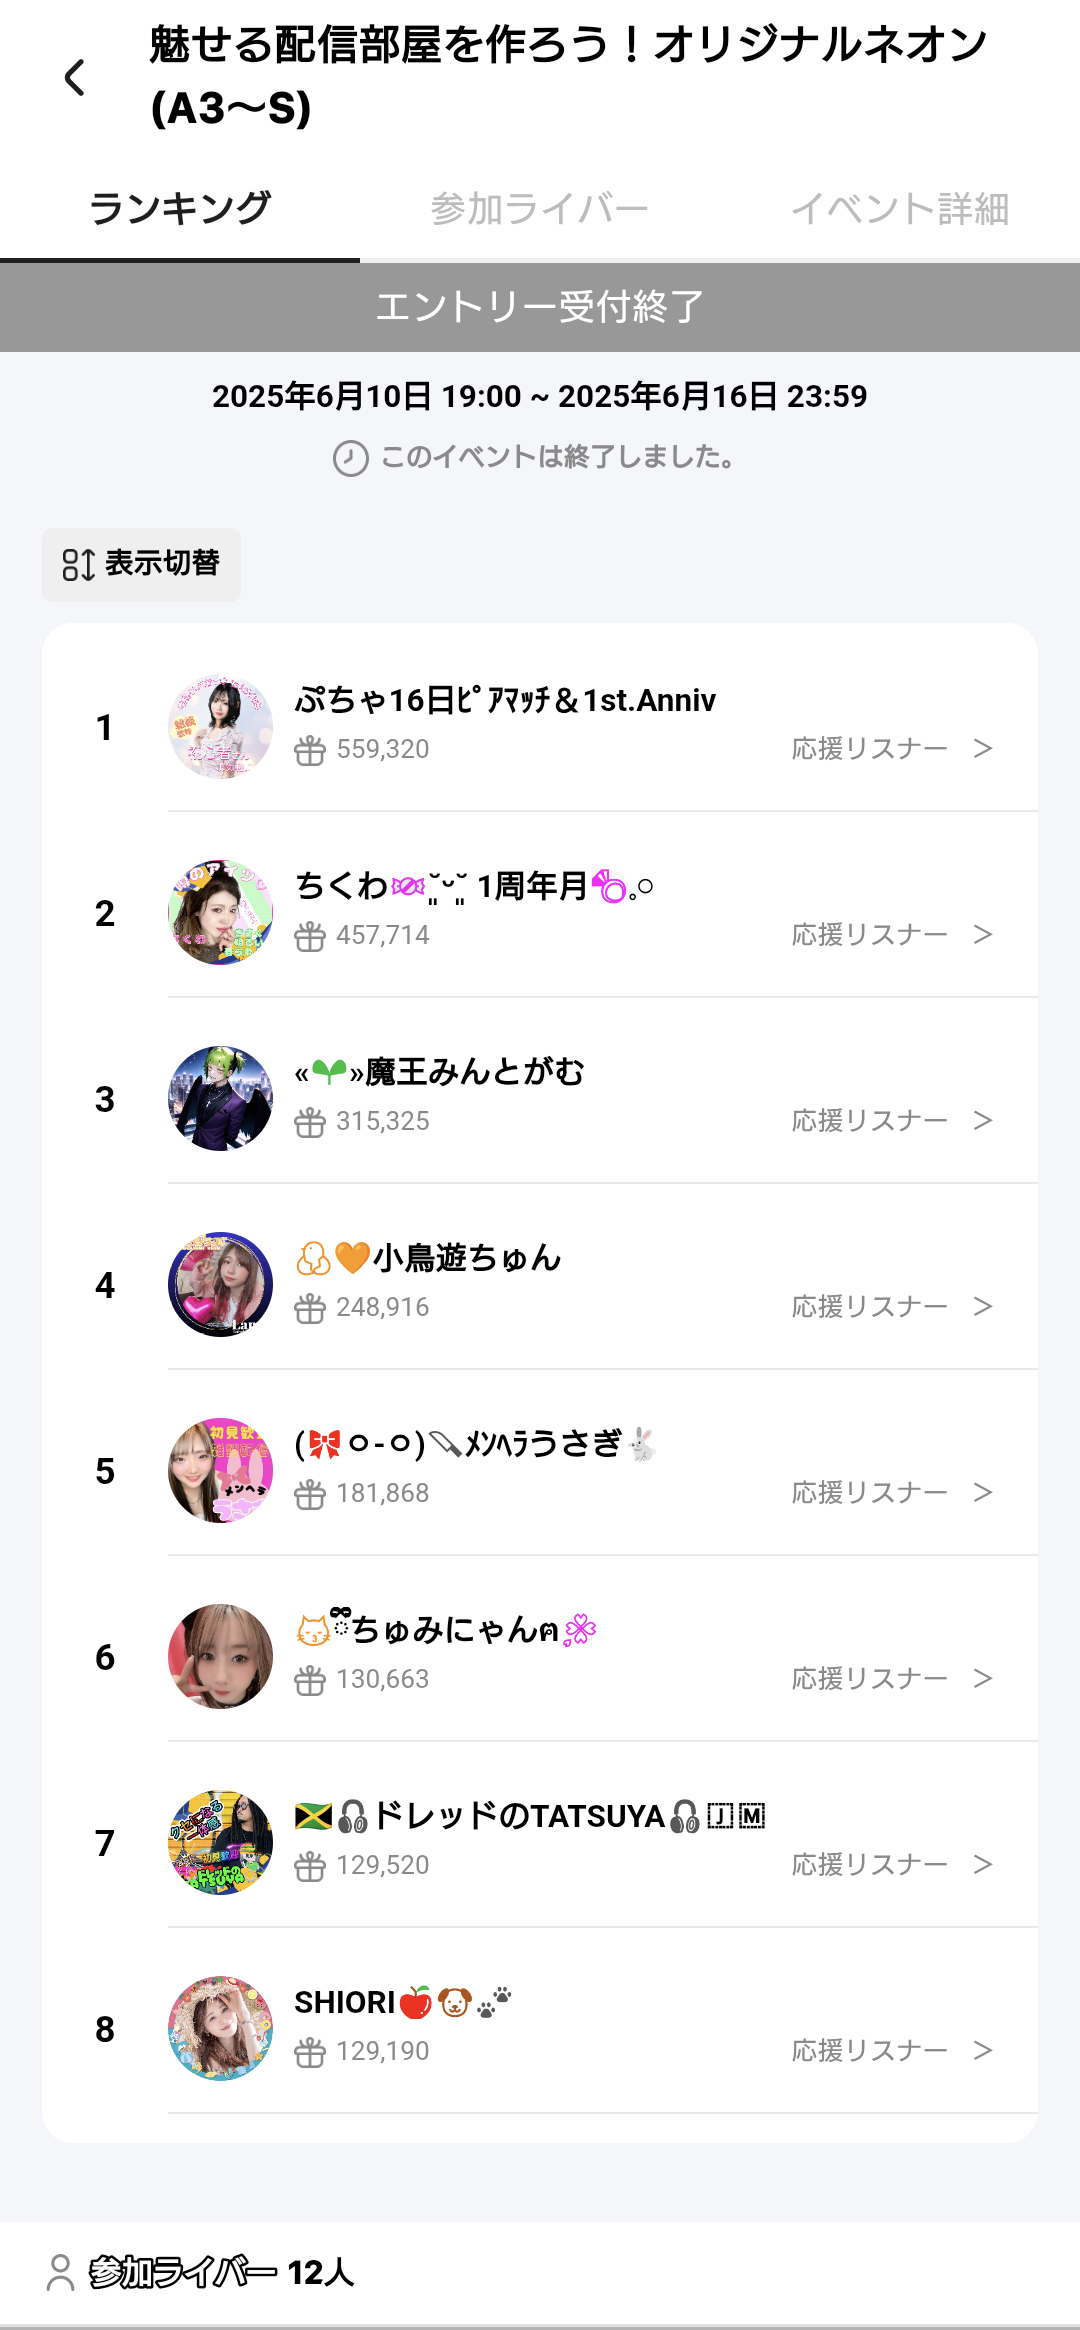 魅せる配信部屋を作ろう！オリジナルネオン
(A3〜S)
ランキング 参加ライバー イベント詳細
エントリー受付終了
2025年6月10日 19:00 ~ 2025年6月16日 23:59
このイベントは終了しました。
表示切替
1
ぷちゃ16日ﾋﾟｱﾏｯﾁ＆1st.Anniv
559,320 応援リスナー >
2
ちくわ🍬 ̤̮ ̤̆ 1周年月💍𓈒𓏸
457,714 応援リスナー >
3
«🌱»魔王みんとがむ
315,325 応援リスナー >
4
🐤🧡小鳥遊ちゅん
248,916 応援リスナー >
5
(🎀ㅇ-ㅇ)🔪ﾒﾝﾍﾗうさぎ🐇
181,868 応援リスナー >
6
😽ྀིちゅみにゃんฅ🌸
130,663 応援リスナー >
7
🇯🇲🎧ドレッドのTATSUYA🎧🇯 🇲
129,520 応援リスナー >
8
SHIORI🍎🐶🐾
129,190 応援リスナー >
参加ライバー 12人